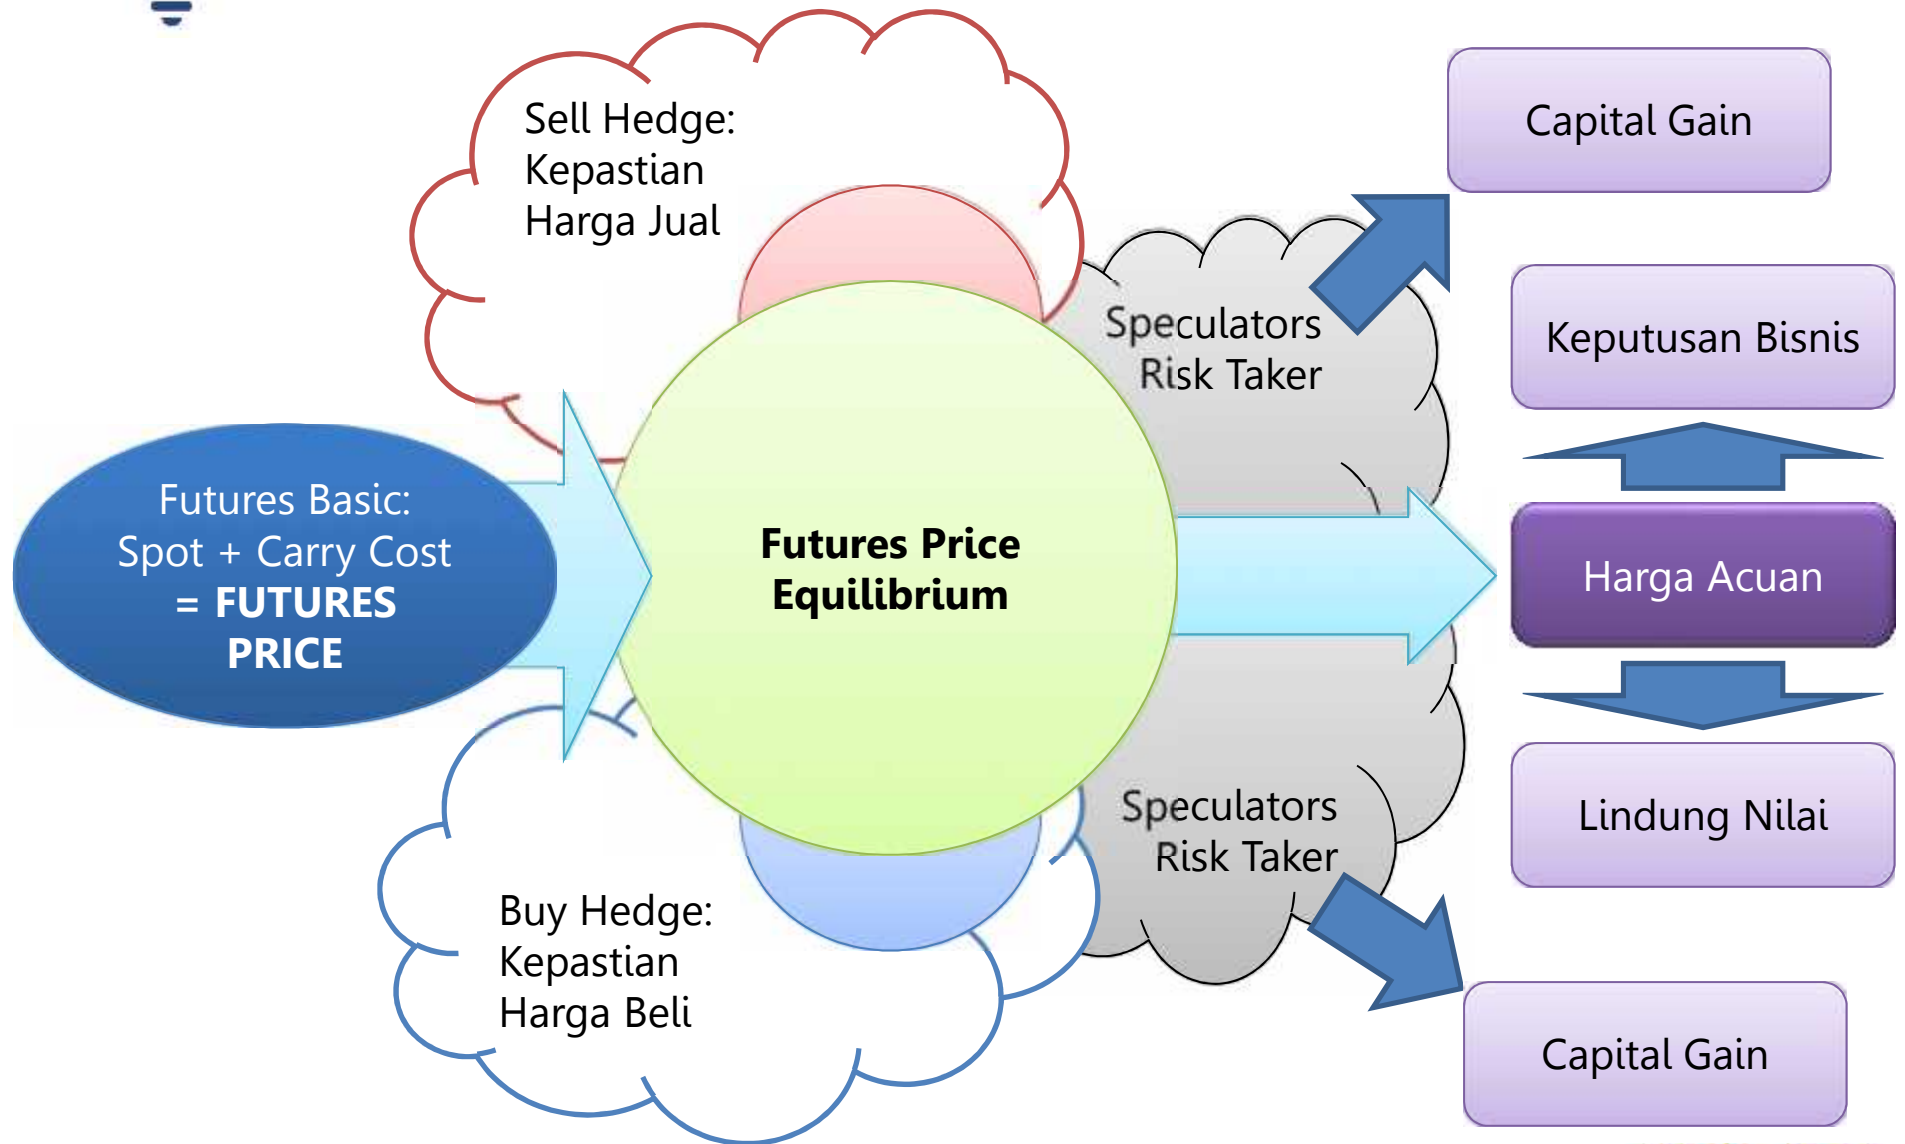 Sell Hedge:
Kepastian
Harga Jual
Capital Gain
Speculators
Risk Taker
Keputusan Bisnis
Futures Basic:
Spot + Carry Cost
= FUTURES
PRICE
Futures Price
Equilibrium
Harga Acuan
Speculators
Risk Taker
Lindung Nilai
Buy Hedge:
Kepastian
Harga Beli
Capital Gain